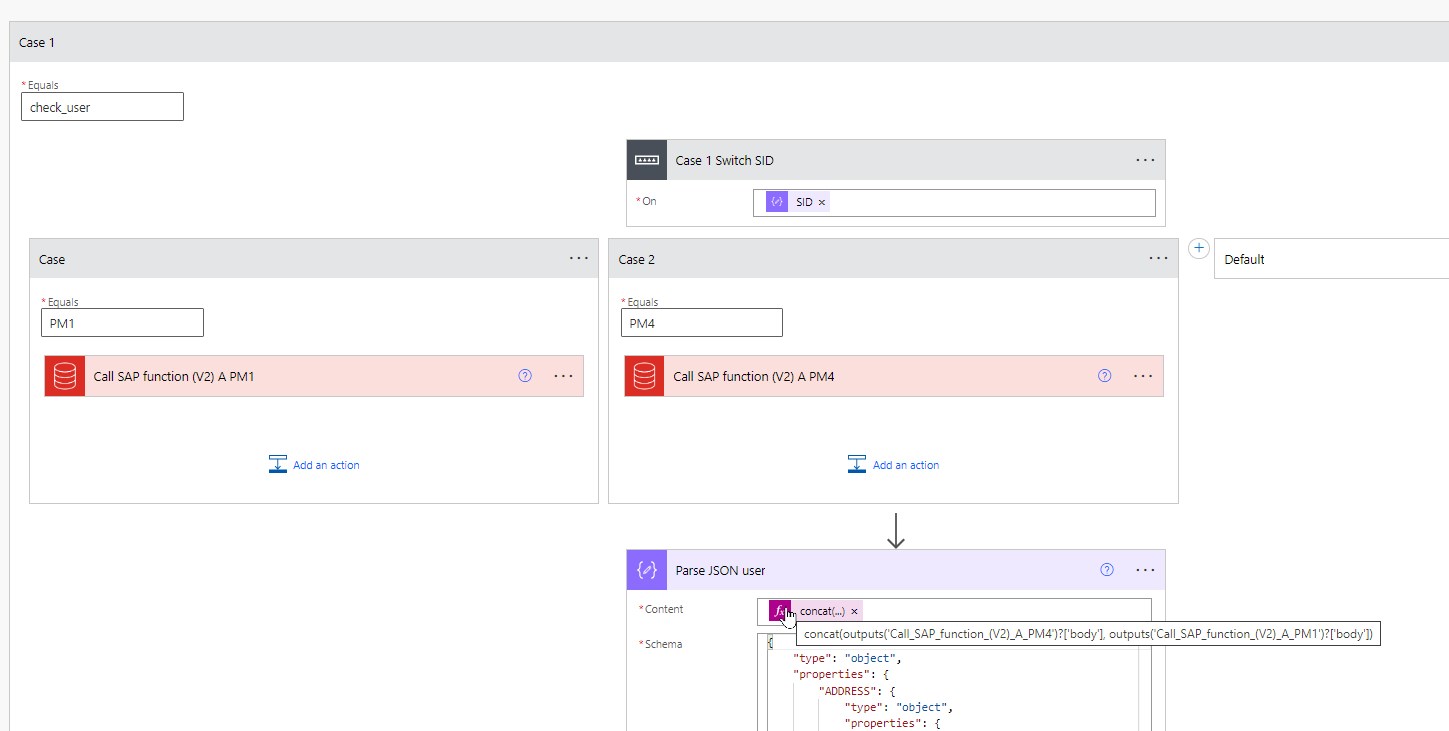 Case 1
* Equals
check_user
Case 1 Switch SID
* On
SID ×
Case
Case 2
Default
* Equals
* Equals
PM1
PM4
Call SAP function (V2) A PM1
Call SAP function (V2) A PM4
Add an action
Add an action
Parse JSON user
* Content
fx concat(...) ×
concat(outputs('Call_SAP_function_(V2)_A_PM4')?['body'], outputs('Call_SAP_function_(V2)_A_PM1')?['body'])
* Schema
{
"type": "object",
"properties": {
"ADDRESS": {
"type": "object",
"properties": {